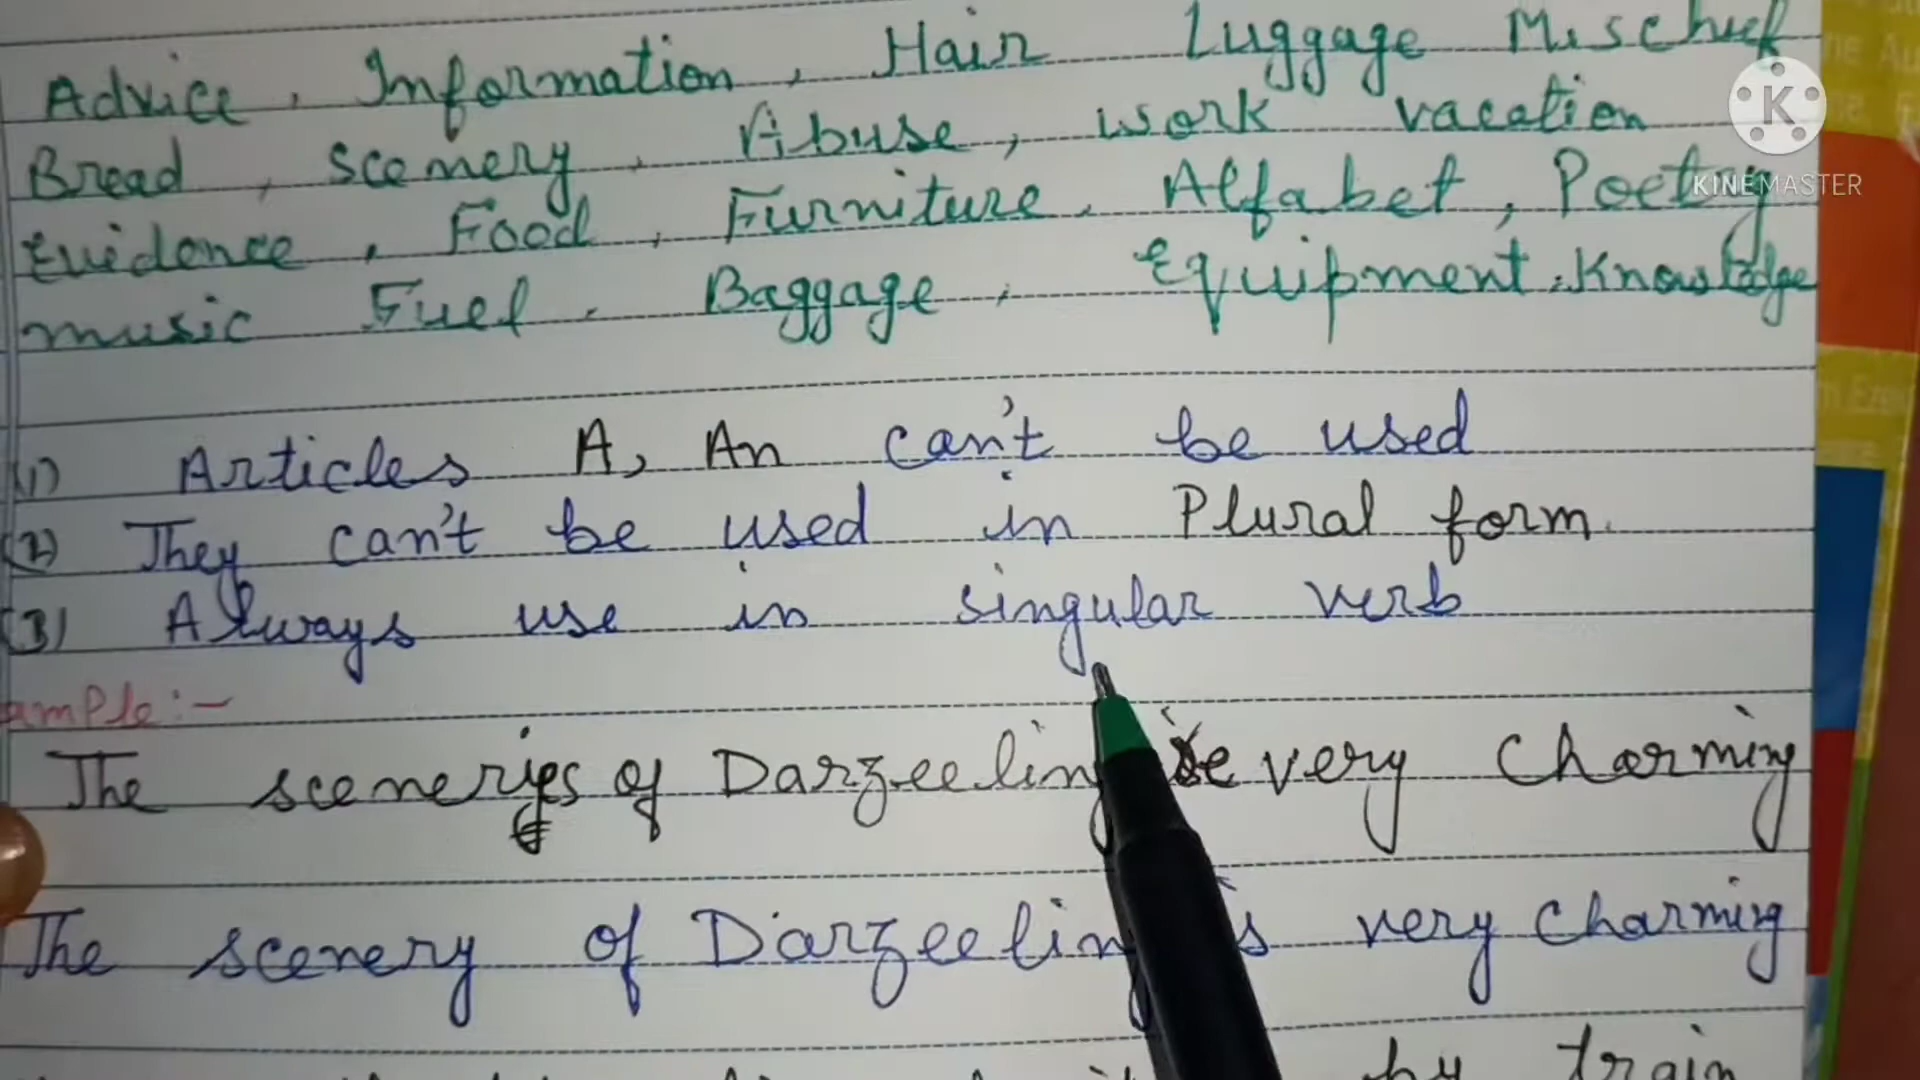 Advice, Information, Hair Luggage Mischief
Bread, scenery, Abuse, work vacation
Evidence, Food, Furniture, Alfabet, Poetry
music Fuel, Baggage, Equipment, Knowledge
(1) Articles A, An can't be used
(2) They can't be used in Plural form.
(3) Always use in singular verb
ample:-
The of Darzeeling very Charming
The scenery of Darzeeling is very Charming
by train
K
KINEMASTER